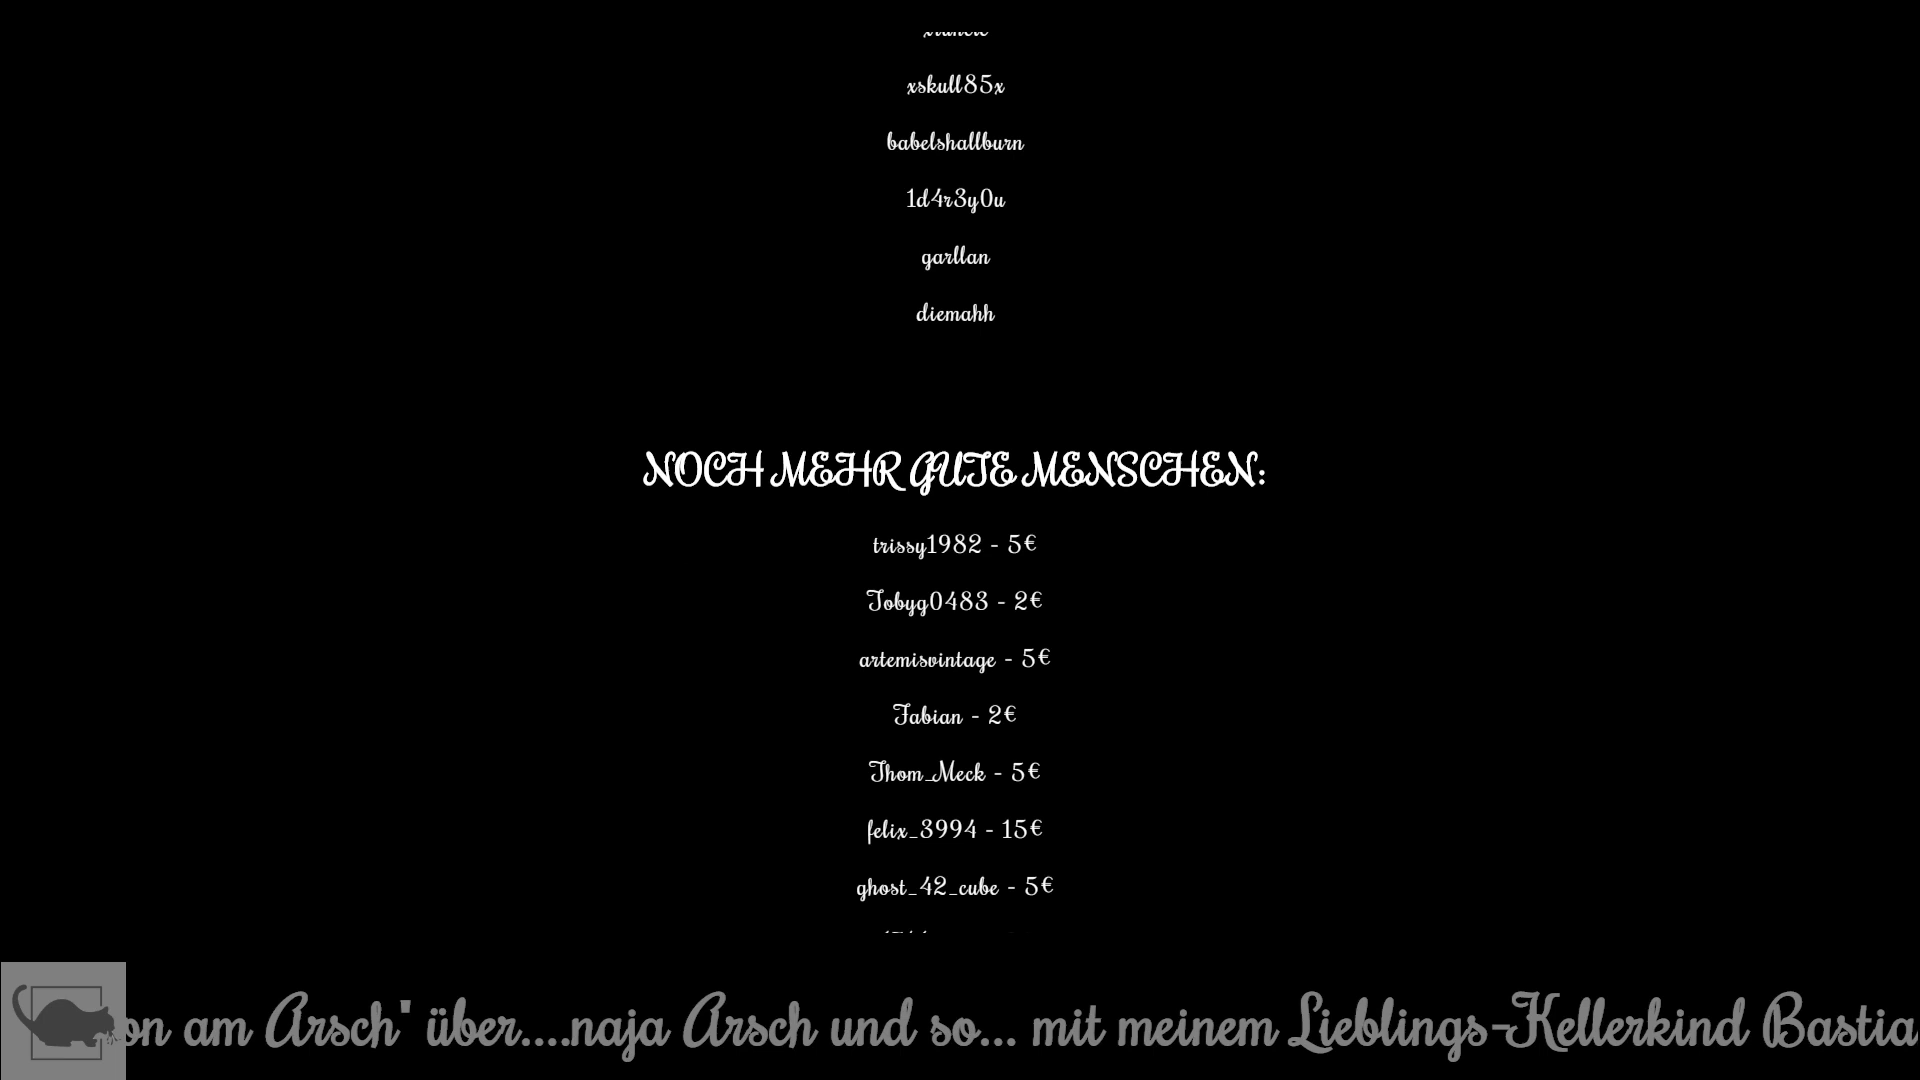 xskull85x
babelshallburn
1d4r3y0u
garllan
diemahh
NOCH MEHR GUTE MENSCHEN:
trissy1982 - 5€
Tobyg0483 - 2€
artemisvintage - 5€
Fabian - 2€
Thom_Meck - 5€
felix_3994 - 15€
ghost_42_cube - 5€
on am Arsch" über....naja Arsch und so... mit meinem Lieblings-Kellerkind Bastia